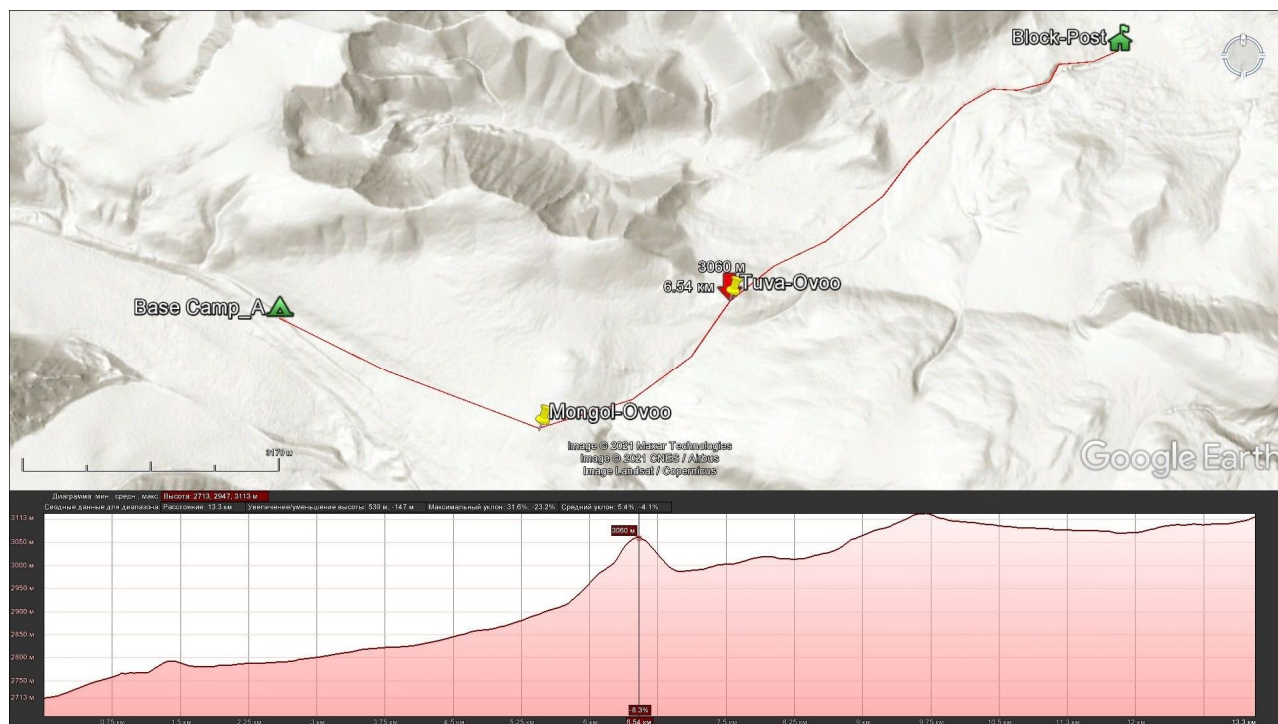 Block-Post
3060 м
6.54 км
Tuva-Ovoo
Base Camp_A
Mongol-Ovoo
3170 м
Image © 2021 Maxar Technologies
Image © 2021 CNES / Airbus
Image Landsat / Copernicus
Google Earth
Диаграмма: мин., средн., макс. Высота: 2713, 2947, 3113 м
Сводные данные для диапазона: Расстояние: 13.3 км Увеличение/уменьшение высоты: 539 м, -147 м Максимальный уклон: 31.6%, -23.2% Средний уклон: 5.4%, -4.1%
3113 м
3060 м
3050 м
3000 м
2950 м
2900 м
2850 м
2800 м
2750 м
2713 м
-8.3%
0.75 км 1.5 км 2.25 км 3 км 3.75 км 4.5 км 5.25 км 6 км 6.54 км 7.5 км 8.25 км 9 км 9.75 км 10.5 км 11.3 км 12 км 13.3 км